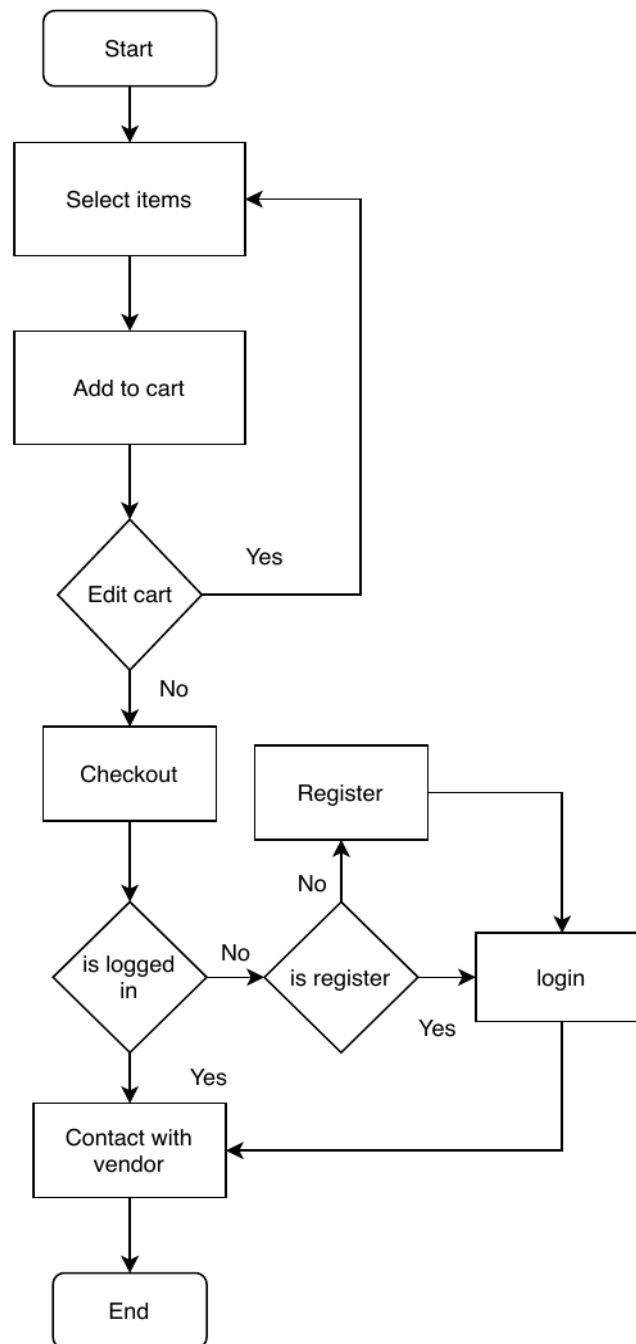 Start
Select items
Add to cart
Yes
Edit cart
No
Checkout
Register
No
is logged
in
No
is register
login
Yes
Yes
Contact with
vendor
End